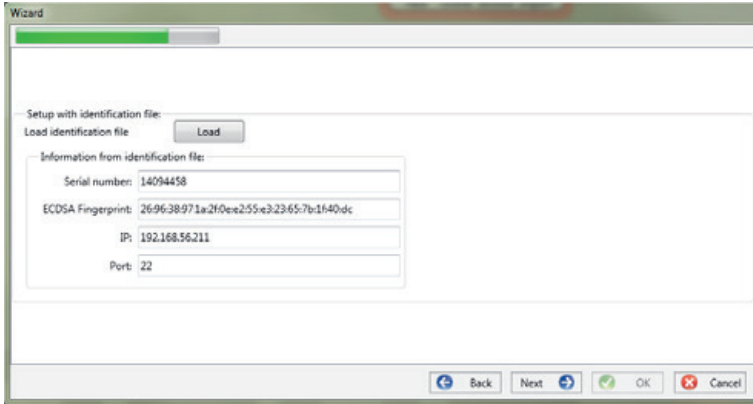 Wizard
Setup with identification file:
Load identification file Load
Information from identification file:
Serial number: 14094458
ECDSA Fingerprint: 26:96:38:97:1a:2f:0e:e2:55:e3:23:65:7b:1f:40:dc
IP: 192.168.56.211
Port: 22
Back Next OK Cancel